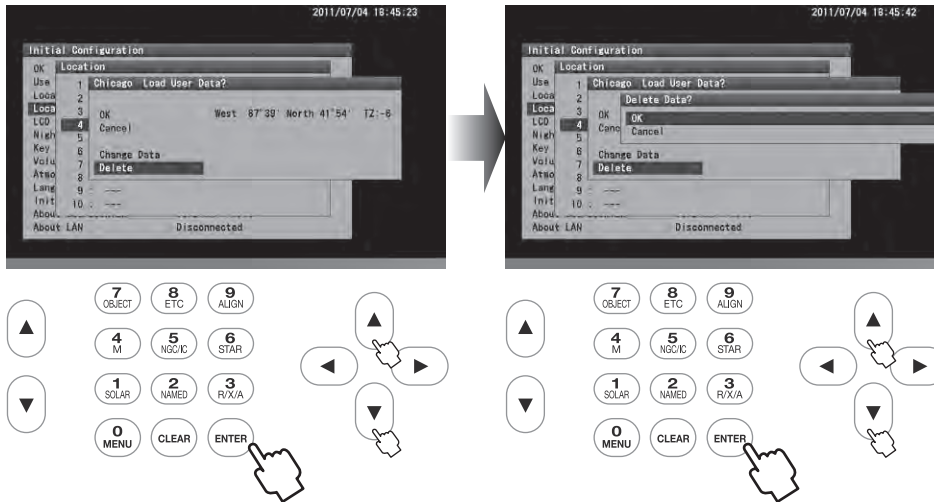 2011/07/04 18:45:23
Initial Configuration
OK Location
Use 1 Chicago Load User Data?
Loca 2
Loca 3 OK West 87°39' North 41°54' TZ:-6
LCD 4 Cancel
Nigh 5
Key 6 Change Data
Volu 7 Delete
Atmo 8
Lang 9 : ---
Init 10 : ---
Abou
About LAN Disconnected
7 OBJECT 8 ETC 9 ALIGN
4 M 5 NGC/IC 6 STAR
1 SOLAR 2 NAMED 3 R/X/A
0 MENU CLEAR ENTER
2011/07/04 18:45:42
Initial Configuration
OK Location
Use 1 Chicago Load User Data?
Loca 2 Delete Data?
Loca 3 OK OK
LCD 4 Canc Cancel
Nigh 5
Key 6 Change Data
Volu 7 Delete
Atmo 8
Lang 9 : ---
Init 10 : ---
Abou
About LAN Disconnected
7 OBJECT 8 ETC 9 ALIGN
4 M 5 NGC/IC 6 STAR
1 SOLAR 2 NAMED 3 R/X/A
0 MENU CLEAR ENTER